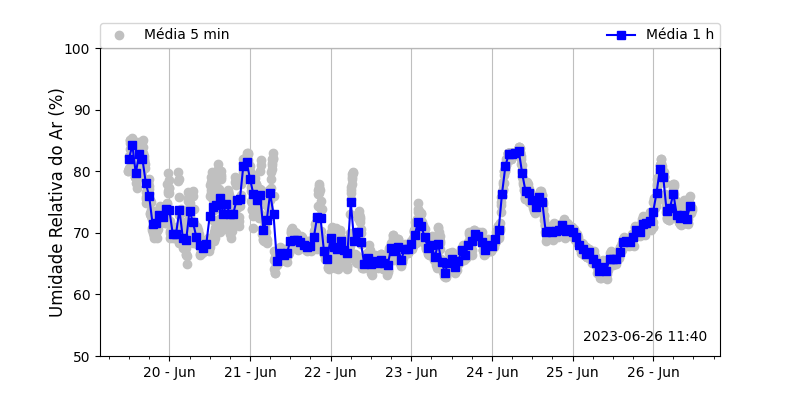 Média 5 min
Média 1 h
100
90
80
70
60
50
Umidade Relativa do Ar (%)
2023-06-26 11:40
20 - Jun
21 - Jun
22 - Jun
23 - Jun
24 - Jun
25 - Jun
26 - Jun